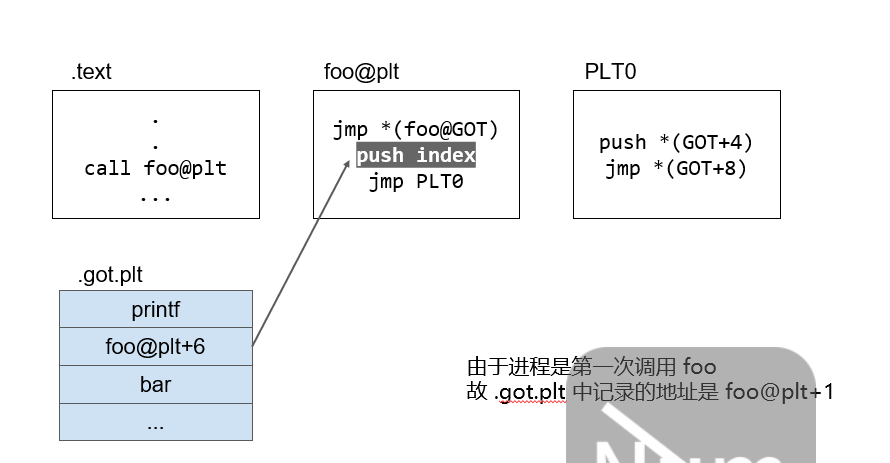 .text
foo@plt
PLT0
.
.
call foo@plt
...
jmp *(foo@GOT)
push index
jmp PLT0
push *(GOT+4)
jmp *(GOT+8)
.got.plt
printf
foo@plt+6
bar
...
由于进程是第一次调用 foo
故 .got.plt 中记录的地址是 foo@plt+1